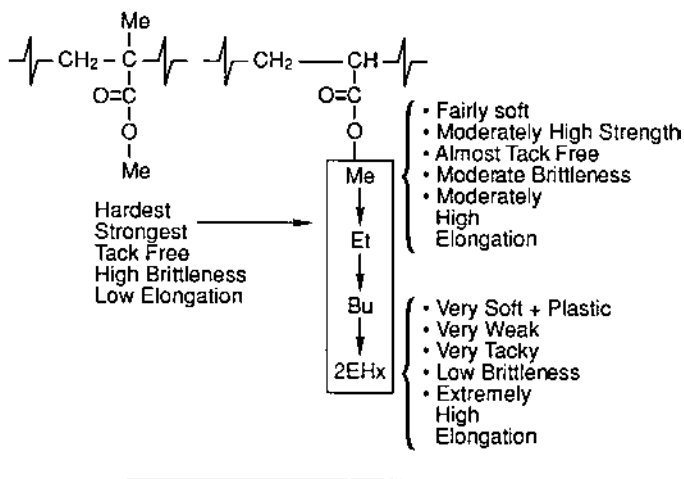 Me
CH2 C CH2 CH
O=C O=C
O O
Me Me
Hardest
Strongest
Tack Free
High Brittleness
Low Elongation
Et
Bu
2EHx
• Fairly soft
• Moderately High Strength
• Almost Tack Free
• Moderate Brittleness
• Moderately
High
Elongation
• Very Soft + Plastic
• Very Weak
• Very Tacky
• Low Brittleness
• Extremely
High
Elongation